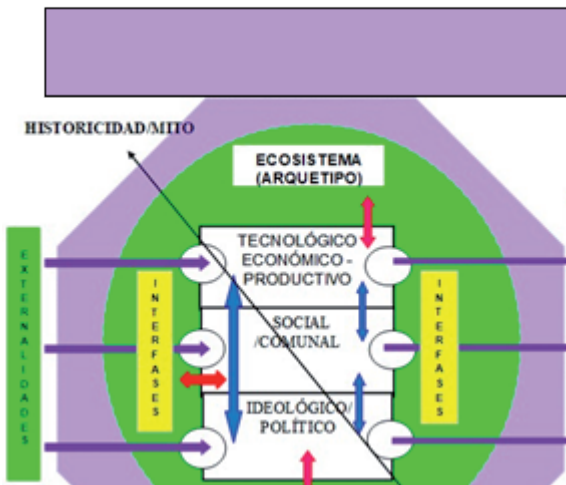 HISTORICIDAD/MITO
ECOSISTEMA
(ARQUETIPO)
EXTERNALIDADES
INTERFASES
TECNOLÓGICO
ECONÓMICO -
PRODUCTIVO
SOCIAL
/COMUNAL
IDEOLÓGICO/
POLÍTICO
INTERFASES